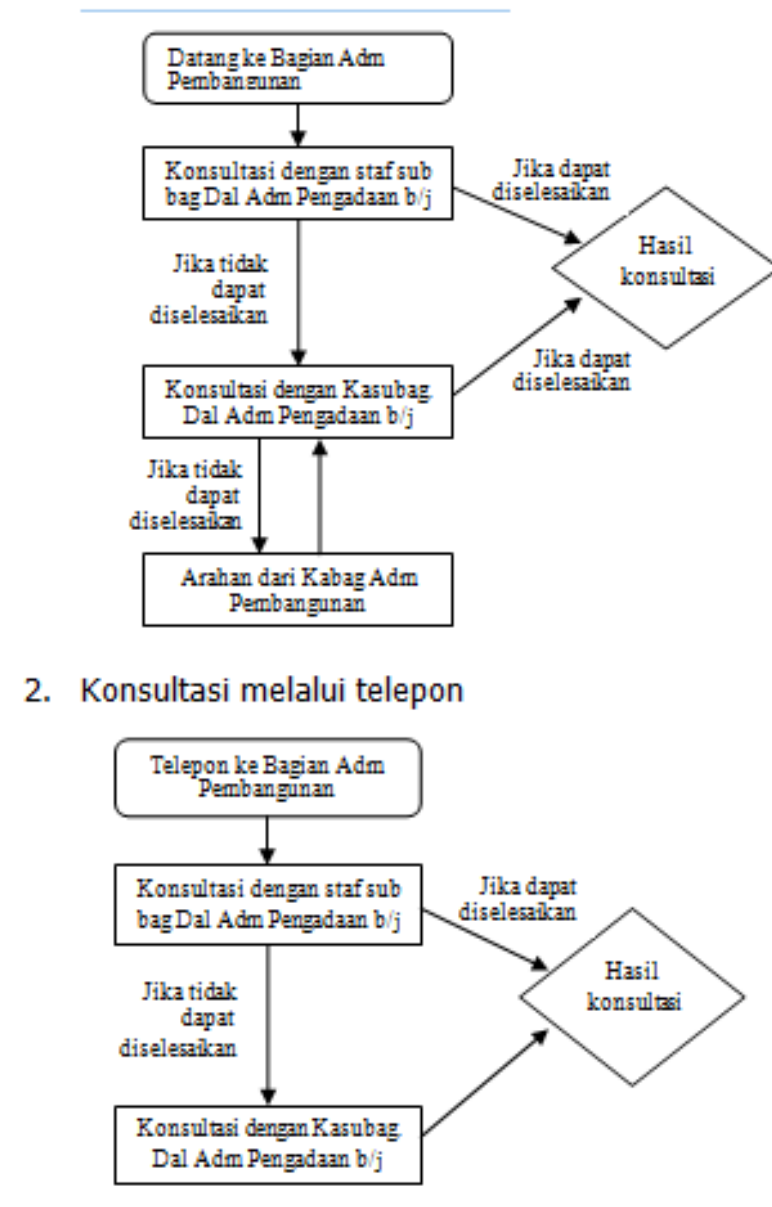 Datang ke Bagian Adm
Pembangunan
Konsultasi dengan staf sub
bag Dal Adm Pengadaan b/j
Jika dapat
diselesaikan
Hasil
konsultasi
Jika tidak
dapat
diselesaikan
Jika dapat
diselesaikan
Konsultasi dengan Kasubag.
Dal Adm Pengadaan b/j
Jika tidak
dapat
diselesaikan
Arahan dari Kabag Adm
Pembangunan
2. Konsultasi melalui telepon
Telepon ke Bagian Adm
Pembangunan
Konsultasi dengan staf sub
bag Dal Adm Pengadaan b/j
Jika dapat
diselesaikan
Hasil
konsultasi
Jika tidak
dapat
diselesaikan
Konsultasi dengan Kasubag.
Dal Adm Pengadaan b/j